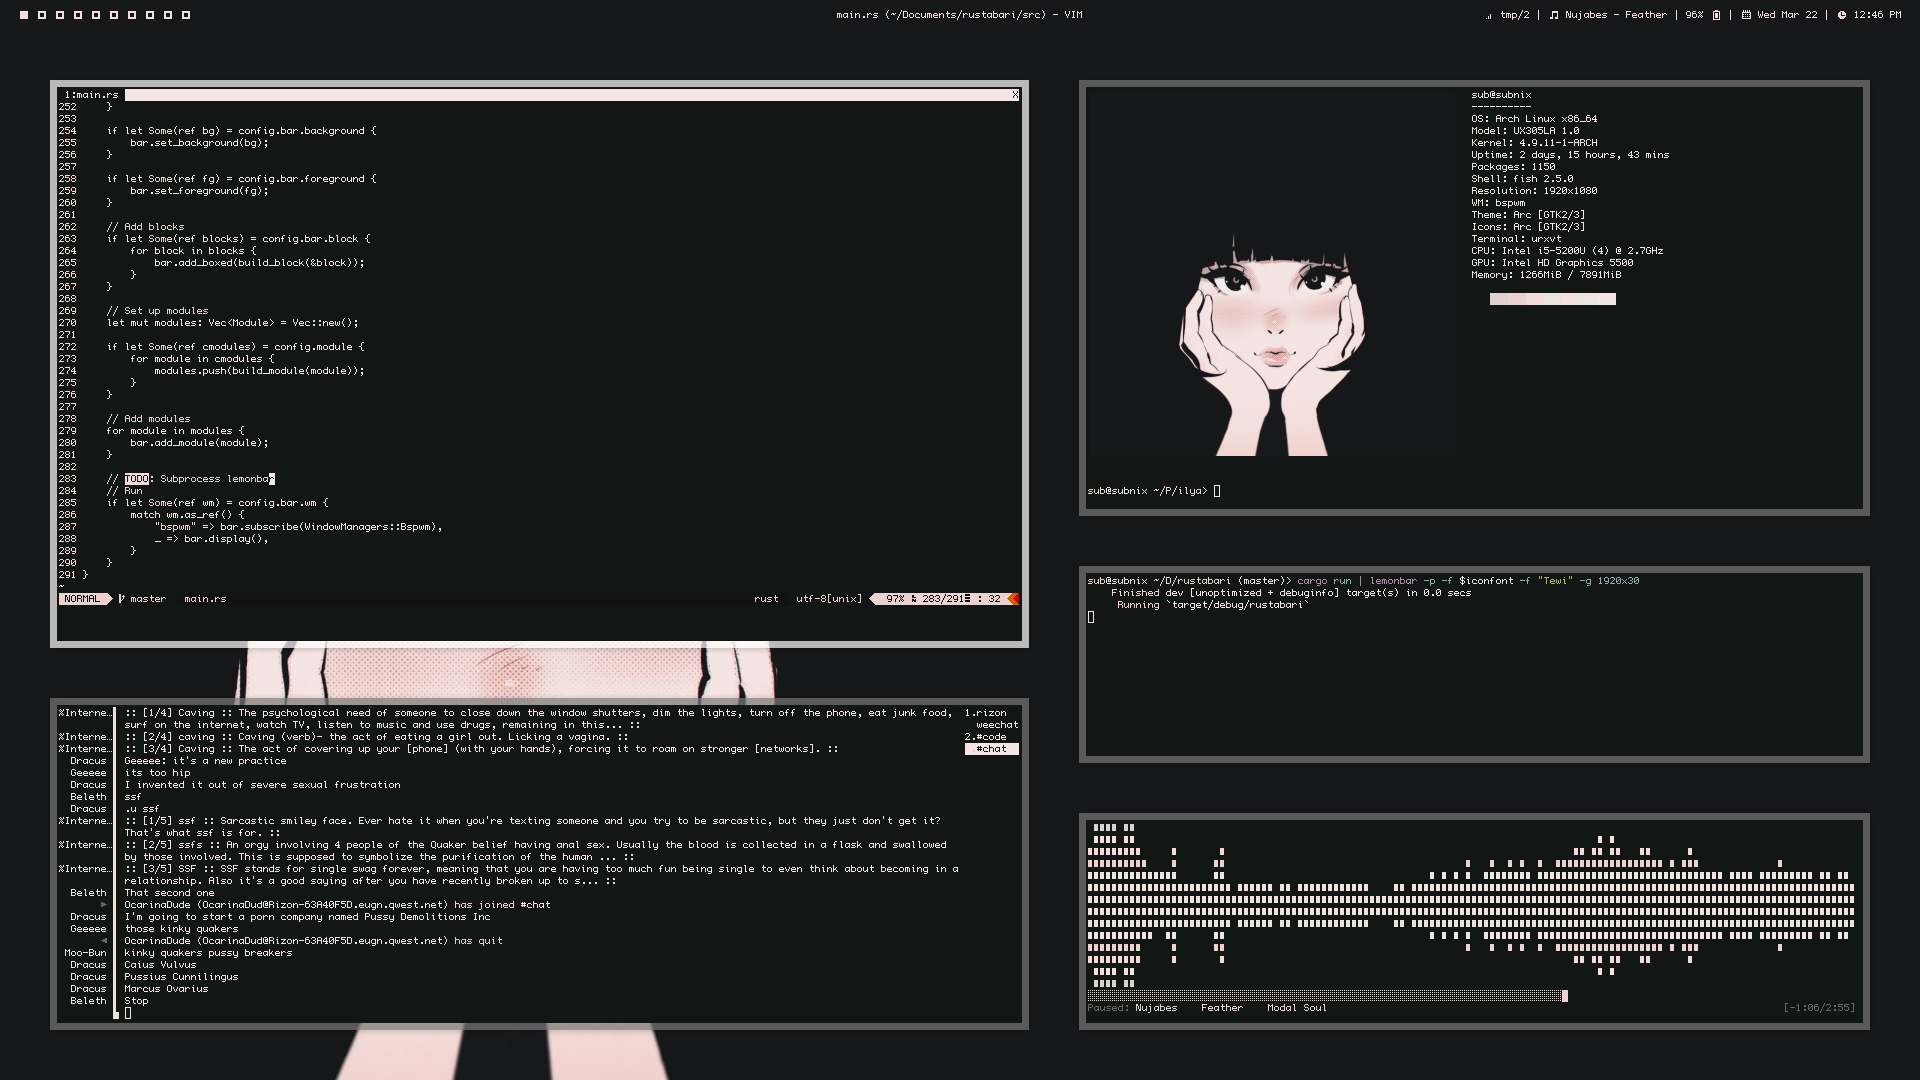 main.rs (~/Documents/rustabari/src) - VIM
tmp/2 | Nujabes - Feather | 96% | Wed Mar 22 | 12:46 PM
1:main.rs X
252 }
253
254 if let Some(ref bg) = config.bar.background {
255 bar.set_background(bg);
256 }
257
258 if let Some(ref fg) = config.bar.foreground {
259 bar.set_foreground(fg);
260 }
261
262 // Add blocks
263 if let Some(ref blocks) = config.bar.block {
264 for block in blocks {
265 bar.add_boxed(build_block(&block));
266 }
267 }
268
269 // Set up modules
270 let mut modules: Vec<Module> = Vec::new();
271
272 if let Some(ref cmodules) = config.module {
273 for module in cmodules {
274 modules.push(build_module(module));
275 }
276 }
277
278 // Add modules
279 for module in modules {
280 bar.add_module(module);
281 }
282
283 // TODO: Subprocess lemonbar
284 // Run
285 if let Some(ref wm) = config.bar.wm {
286 match wm.as_ref() {
287 "bspwm" => bar.subscribe(WindowManagers::Bspwm),
288 _ => bar.display(),
289 }
290 }
291 }
~
NORMAL master main.rs rust utf-8[unix] 97% 283/291 : 32
%Interne… :: [1/4] Caving :: The psychological need of someone to close down the window shutters, dim the lights, turn off the phone, eat junk food,
surf on the internet, watch TV, listen to music and use drugs, remaining in this... ::
%Interne… :: [2/4] caving :: Caving (verb)- the act of eating a girl out. Licking a vagina. ::
%Interne… :: [3/4] Caving :: The act of covering up your [phone] (with your hands), forcing it to roam on stronger [networks]. ::
Dracus Geeeee: it's a new practice
Geeeee its too hip
Dracus I invented it out of severe sexual frustration
Beleth ssf
Dracus .u ssf
%Interne… :: [1/5] ssf :: Sarcastic smiley face. Ever hate it when you're texting someone and you try to be sarcastic, but they just don't get it?
That's what ssf is for. ::
%Interne… :: [2/5] ssfs :: An orgy involving 4 people of the Quaker belief having anal sex. Usually the blood is collected in a flask and swallowed
by those involved. This is supposed to symbolize the purification of the human ... ::
%Interne… :: [3/5] SSF :: SSF stands for single swag forever, meaning that you are having too much fun being single to even think about becoming in a
relationship. Also it's a good saying after you have recently broken up to s... ::
Beleth That second one
OcarinaDude (OcarinaDud@Rizon-63A40F5D.eugn.qwest.net) has joined #chat
Dracus I'm going to start a porn company named Pussy Demolitions Inc
Geeeee those kinky quakers
OcarinaDude (OcarinaDud@Rizon-63A40F5D.eugn.qwest.net) has quit
Moo-Bun kinky quakers pussy breakers
Dracus Caius Vulvus
Dracus Pussius Cunnilingus
Dracus Marcus Ovarius
Beleth Stop
1.rizon
weechat
2.#code
#chat
sub@subnix
----------
OS: Arch Linux x86_64
Model: UX305LA 1.0
Kernel: 4.9.11-1-ARCH
Uptime: 2 days, 15 hours, 43 mins
Packages: 1150
Shell: fish 2.5.0
Resolution: 1920x1080
WM: bspwm
Theme: Arc [GTK2/3]
Icons: Arc [GTK2/3]
Terminal: urxvt
CPU: Intel i5-5200U (4) @ 2.7GHz
GPU: Intel HD Graphics 5500
Memory: 1266MiB / 7891MiB
sub@subnix ~/P/ilya>
sub@subnix ~/D/rustabari (master)> cargo run | lemonbar -p -f $iconfont -f "Tewi" -g 1920x30
Finished dev [unoptimized + debuginfo] target(s) in 0.0 secs
Running `target/debug/rustabari`
Paused: Nujabes Feather Modal Soul [-1:06/2:55]